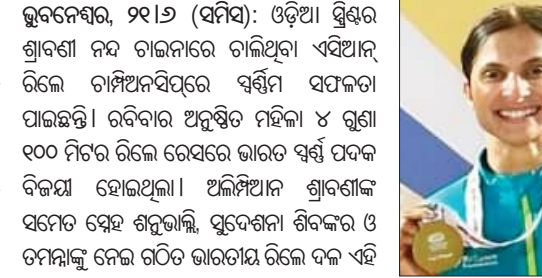 ଭୁବନେଶ୍ୱର, ୨୧।୬ (ସମିସ): ଓଡ଼ିଆ ସ୍ପ୍ରିଣ୍ଟର
ଶ୍ରାବଣୀ ନନ୍ଦ ଚାଇନାରେ ଚାଲିଥିବା ଏସିଆନ୍
ରିଲେ ଚାମ୍ପିଅନସିପ୍‌ରେ ସ୍ୱର୍ଣ୍ଣିମ ସଫଳତା
ପାଇଛନ୍ତି। ରବିବାର ଅନୁଷ୍ଠିତ ମହିଳା ୪ ଗୁଣା
୧୦୦ ମିଟର ରିଲେ ରେସରେ ଭାରତ ସ୍ୱର୍ଣ୍ଣ ପଦକ
ବିଜୟୀ ହୋଇଥିଲା। ଅଲିମ୍ପିଆନ ଶ୍ରାବଣୀଙ୍କ
ସମେତ ସ୍ନେହ ଶନୁଭାଲ୍ଲି, ସୁଦେଶନା ଶିବଙ୍କର ଓ
ତମନ୍ନାଙ୍କୁ ନେଇ ଗଠିତ ଭାରତୀୟ ରିଲେ ଦଳ ଏହି